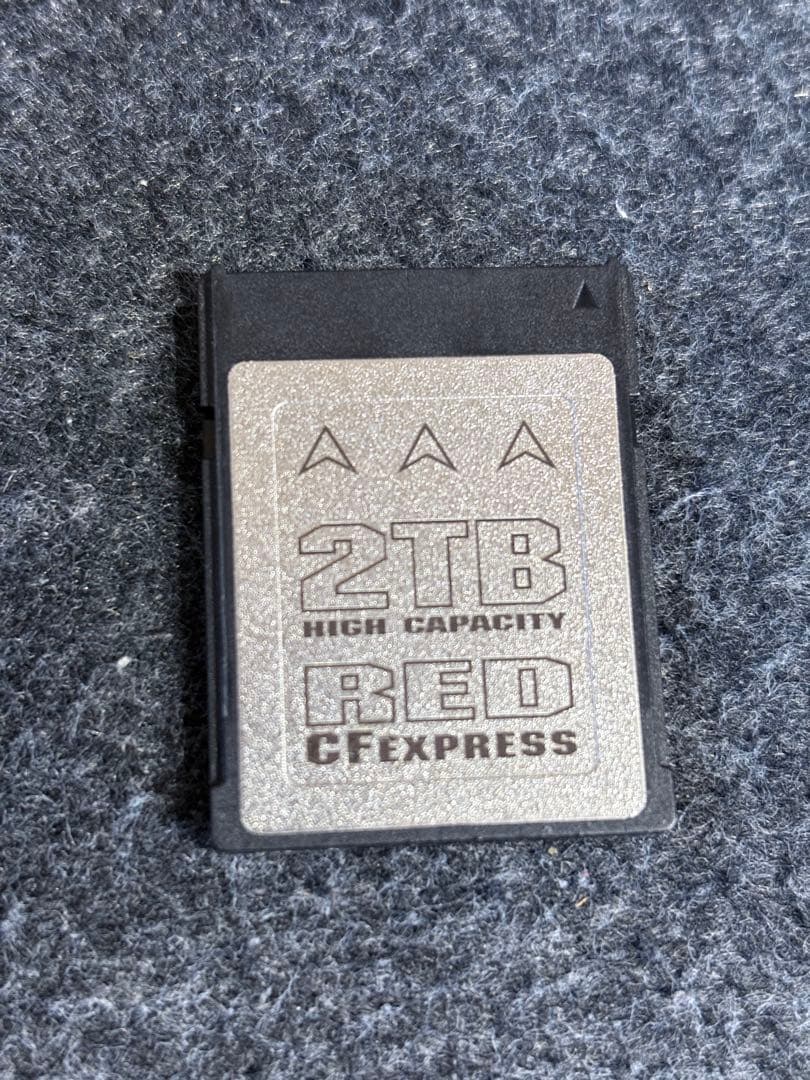 2TB
HIGH CAPACITY
RED
CFEXPRESS